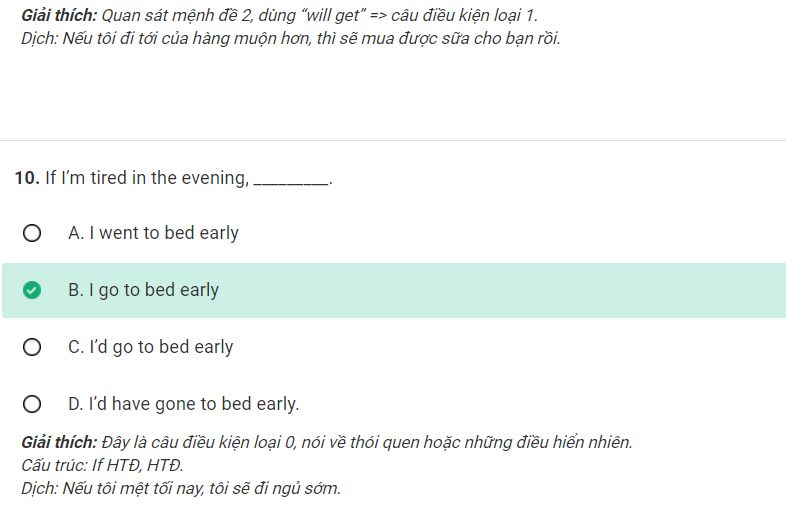 Giải thích: Quan sát mệnh đề 2, dùng “will get” => câu điều kiện loại 1.
Dịch: Nếu tôi đi tới của hàng muộn hơn, thì sẽ mua được sữa cho bạn rồi.
10. If I’m tired in the evening, _________.
A. I went to bed early
B. I go to bed early
C. I’d go to bed early
D. I’d have gone to bed early.
Giải thích: Đây là câu điều kiện loại 0, nói về thói quen hoặc những điều hiển nhiên.
Cấu trúc: If HTĐ, HTĐ.
Dịch: Nếu tôi mệt tối nay, tôi sẽ đi ngủ sớm.